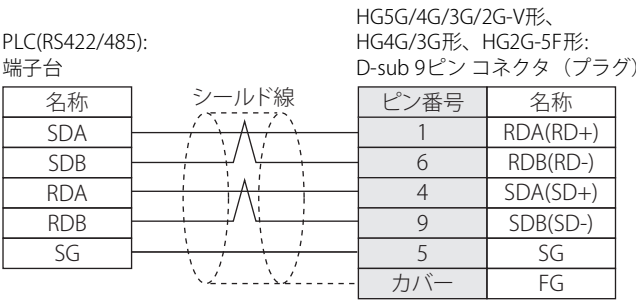 HG5G/4G/3G/2G-V形、
PLC(RS422/485): HG4G/3G形、HG2G-5F形:
端子台 D-sub 9ピン コネクタ（プラグ）
名称 シールド線 ピン番号 名称
SDA 1 RDA(RD+)
SDB 6 RDB(RD-)
RDA 4 SDA(SD+)
RDB 9 SDB(SD-)
SG 5 SG
カバー FG